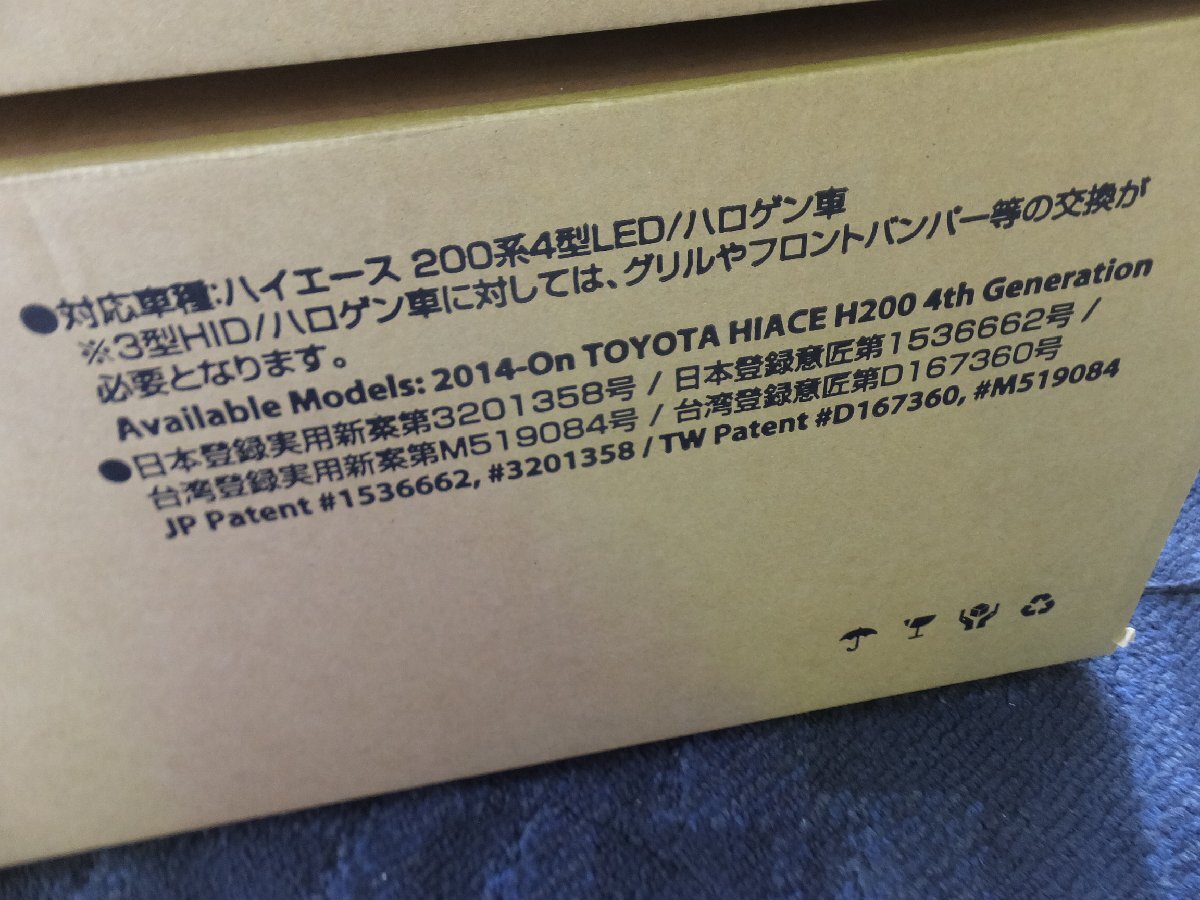 ●対応車種:ハイエース 200系4型LED/ハロゲン車
※3型HID/ハロゲン車に対しては、グリルやフロントバンパー等の交換が
必要となります。
Available Models: 2014-On TOYOTA HIACE H200 4th Generation
●日本登録実用新案第3201358号 / 日本登録意匠第1536662号 /
台湾登録実用新案第M519084号 / 台湾登録意匠第D167360号
JP Patent #1536662, #3201358 / TW Patent #D167360, #M519084